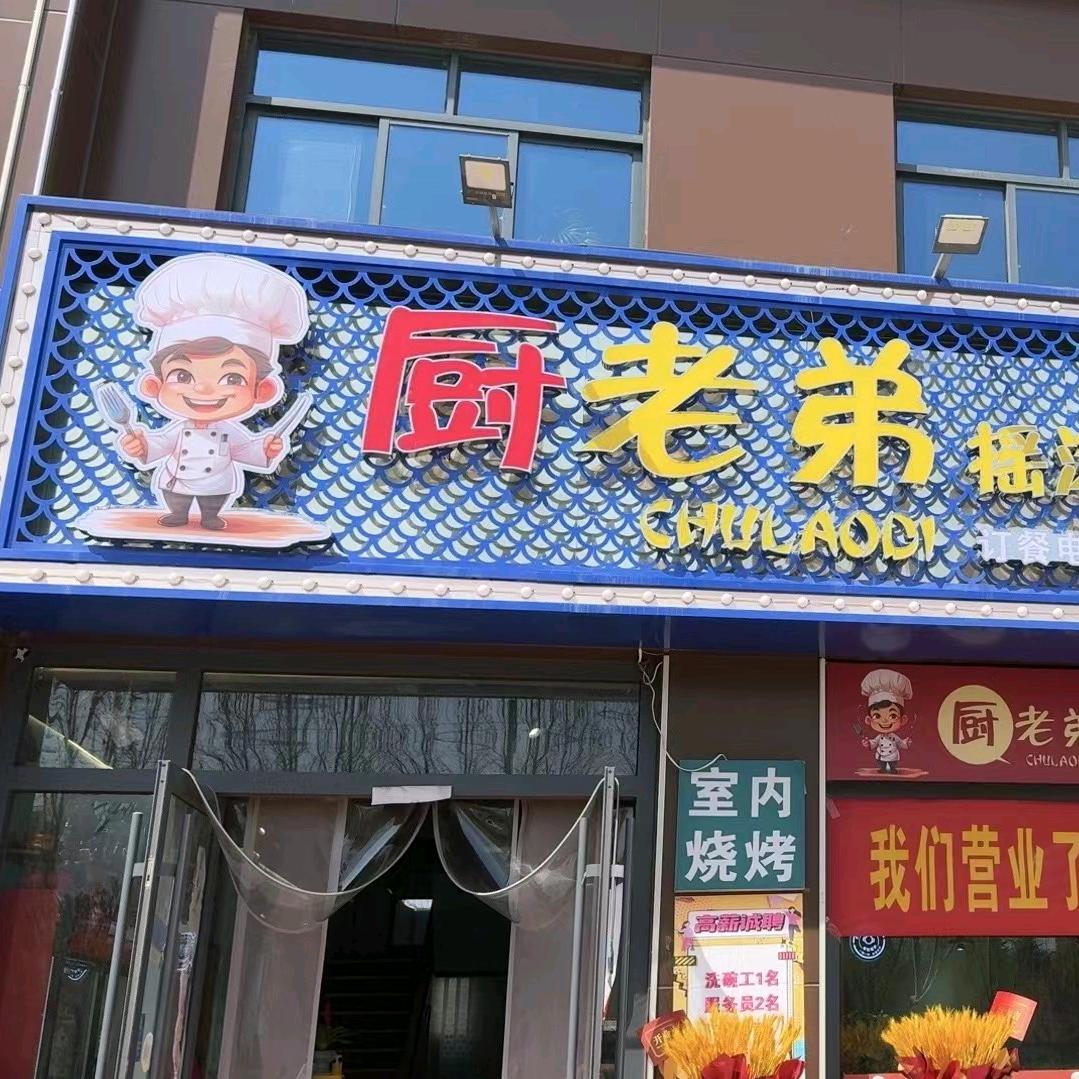 厨老弟
摇
CHULAODI
订餐电
厨老弟
CHULAO
室内
烧烤
我们营业了
高薪诚聘
洗碗工1名
服务员2名